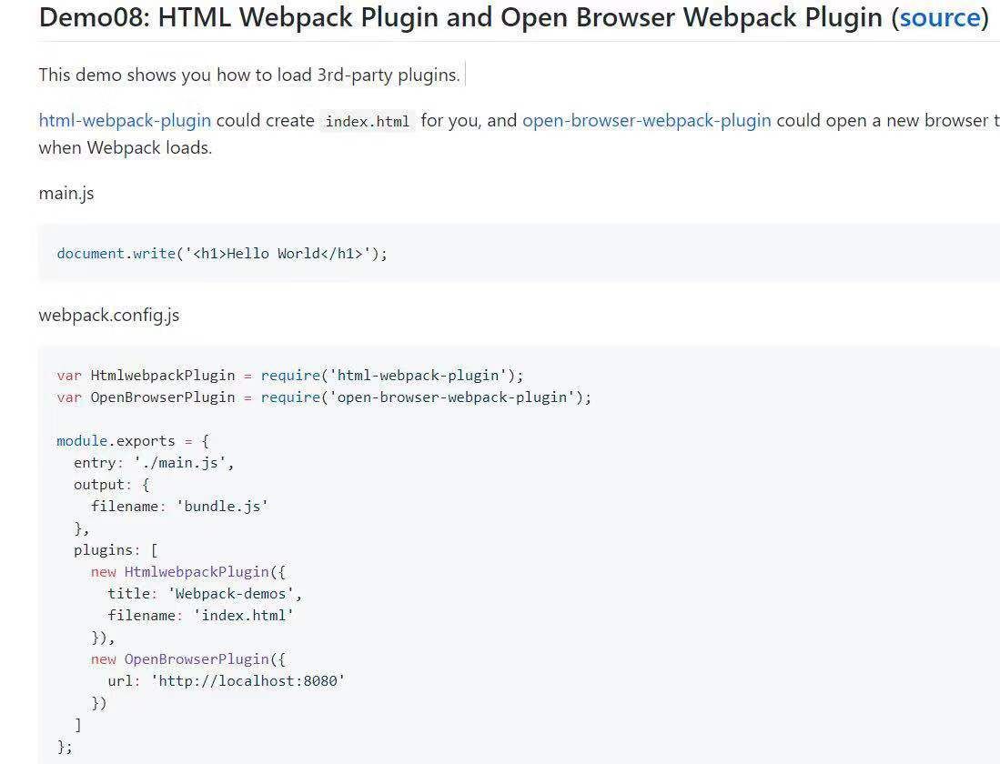 Demo08: HTML Webpack Plugin and Open Browser Webpack Plugin (source)
This demo shows you how to load 3rd-party plugins.
html-webpack-plugin could create index.html for you, and open-browser-webpack-plugin could open a new browser t
when Webpack loads.
main.js
document.write('<h1>Hello World</h1>');
webpack.config.js
var HtmlwebpackPlugin = require('html-webpack-plugin');
var OpenBrowserPlugin = require('open-browser-webpack-plugin');
module.exports = {
  entry: './main.js',
  output: {
    filename: 'bundle.js'
  },
  plugins: [
    new HtmlwebpackPlugin({
      title: 'Webpack-demos',
      filename: 'index.html'
    }),
    new OpenBrowserPlugin({
      url: 'http://localhost:8080'
    })
  ]
};